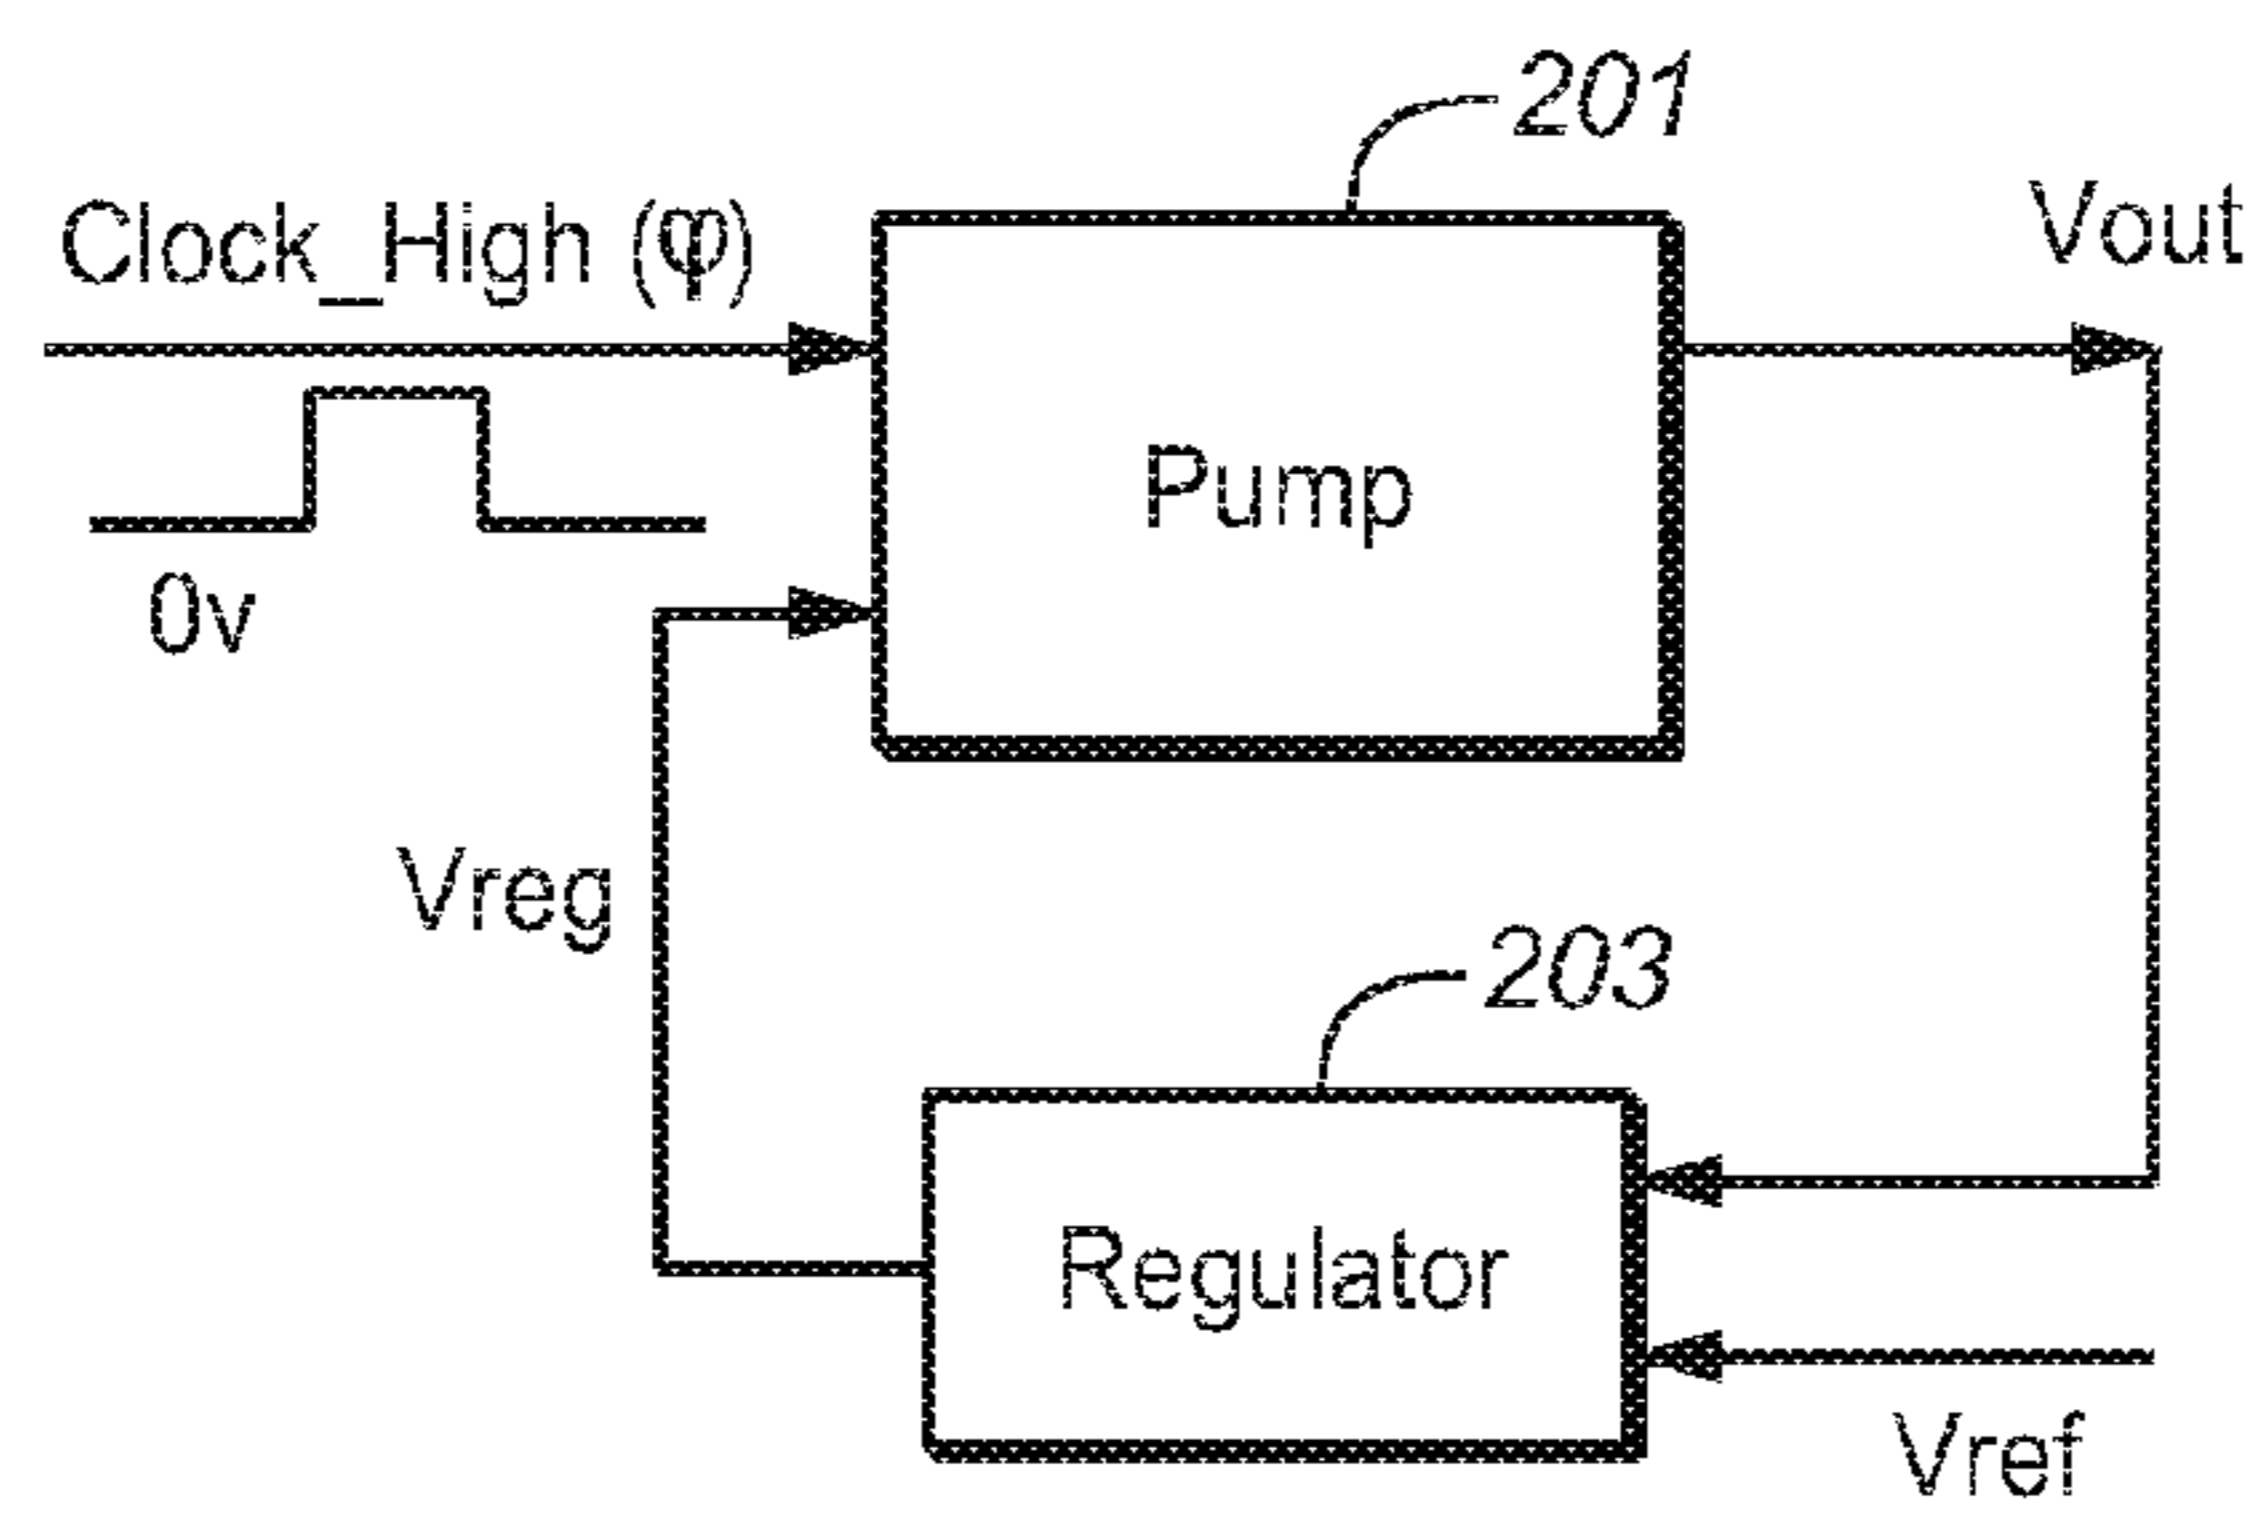 201
Clock_High (φ)
Vout
Pump
0v
Vreg
203
Regulator
Vref